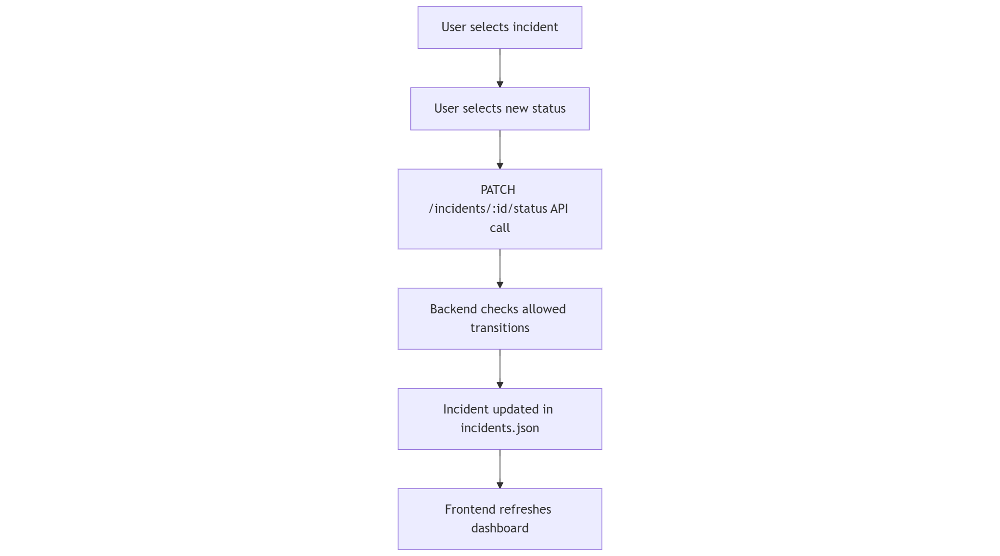 User selects incident
User selects new status
PATCH
/incidents/:id/status API
call
Backend checks allowed
transitions
Incident updated in
incidents.json
Frontend refreshes
dashboard